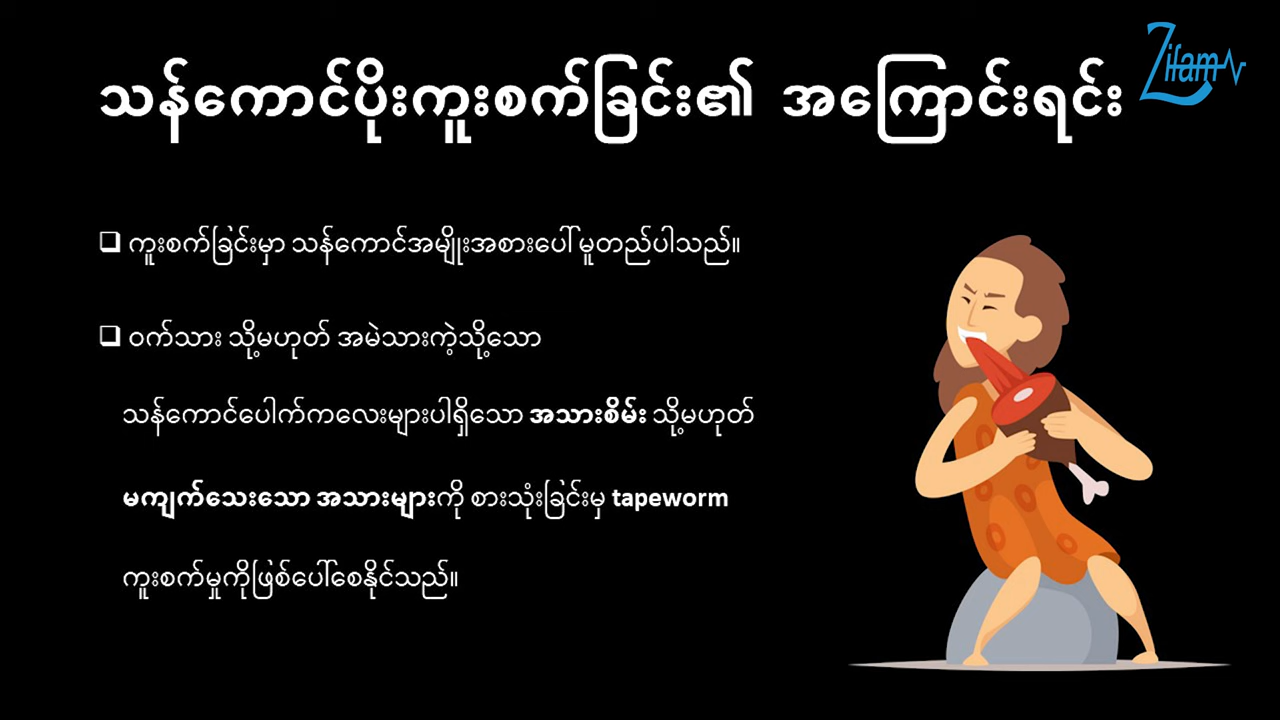 သန်ကောင်ပိုးကူးစက်ခြင်း၏ အကြောင်းရင်း
Zifam
ကူးစက်ခြင်းမှာ သန်ကောင်အမျိုးအစားပေါ် မူတည်ပါသည်။
ဝက်သား သို့မဟုတ် အမဲသားကဲ့သို့သော
သန်ကောင်ပေါက်ကလေးများပါရှိသော အသားစိမ်း သို့မဟုတ်
မကျက်သေးသော အသားများကို စားသုံးခြင်းမှ tapeworm
ကူးစက်မှုကိုဖြစ်ပေါ်စေနိုင်သည်။